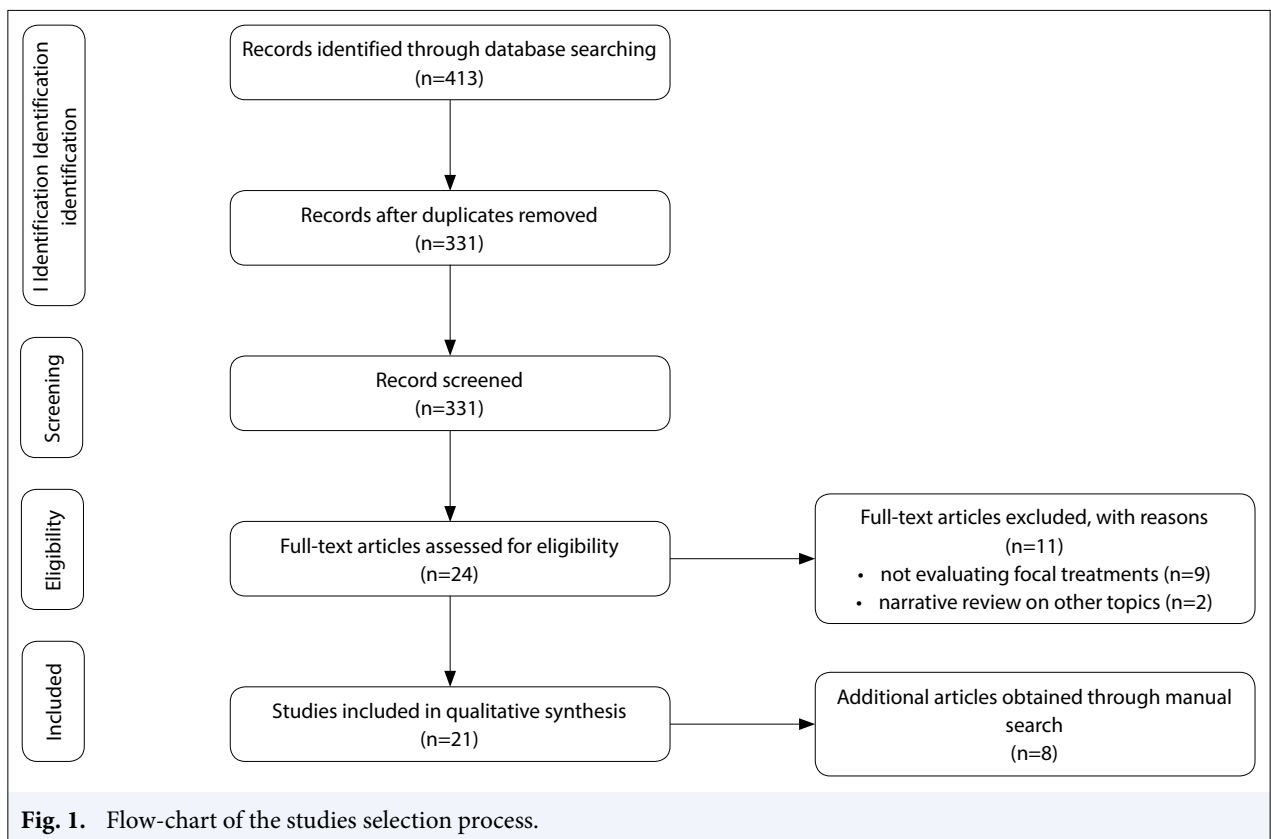 I Identification Identification
identification
Records identified through database searching
(n=413)
Records after duplicates removed
(n=331)
Screening
Record screened
(n=331)
Eligibility
Full-text articles assessed for eligibility
(n=24)
Full-text articles excluded, with reasons
(n=11)
• not evaluating focal treatments (n=9)
• narrative review on other topics (n=2)
Included
Studies included in qualitative synthesis
(n=21)
Additional articles obtained through manual
search
(n=8)
Fig. 1. Flow-chart of the studies selection process.